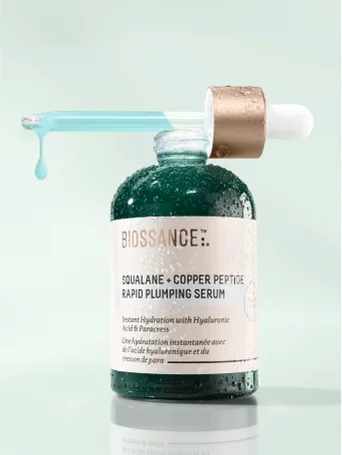 BIOSSANCE™
SQUALANE + COPPER PEPTIDE
RAPID PLUMPING SERUM
Instant Hydration with Hyaluronic
Acid & Paracress
Une hydratation instantanée avec
de l'acide hyaluronique et du
cresson de para